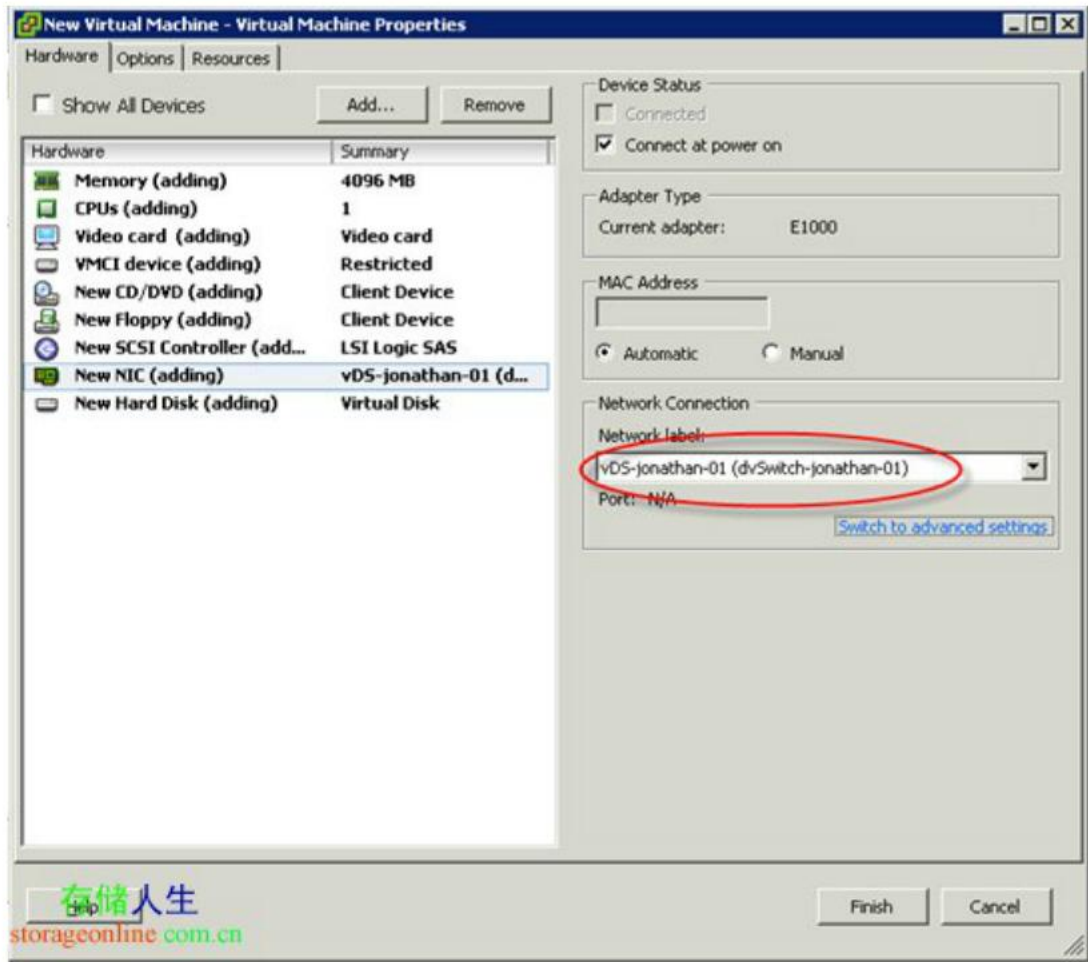 New Virtual Machine - Virtual Machine Properties
Hardware Options Resources
Show All Devices Add... Remove
Hardware Summary
Memory (adding) 4096 MB
CPUs (adding) 1
Video card (adding) Video card
VMCI device (adding) Restricted
New CD/DVD (adding) Client Device
New Floppy (adding) Client Device
New SCSI Controller (add... LSI Logic SAS
New NIC (adding) vDS-jonathan-01 (d...
New Hard Disk (adding) Virtual Disk
Device Status
Connected
Connect at power on
Adapter Type
Current adapter: E1000
MAC Address
Automatic Manual
Network Connection
Network label:
vDS-jonathan-01 (dvSwitch-jonathan-01)
Port: N/A
Switch to advanced settings
Help Finish Cancel
存储人生
storageonline.com.cn